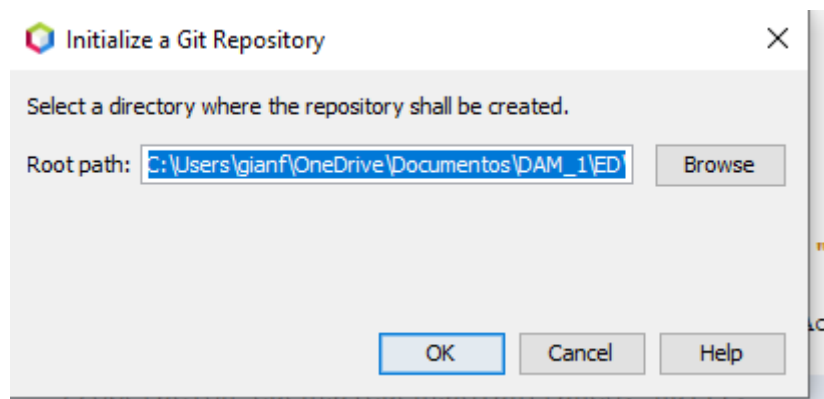 Initialize a Git Repository
Select a directory where the repository shall be created.
Root path: C:\Users\gianf\OneDrive\Documentos\DAM_1\ED\ Browse
OK Cancel Help